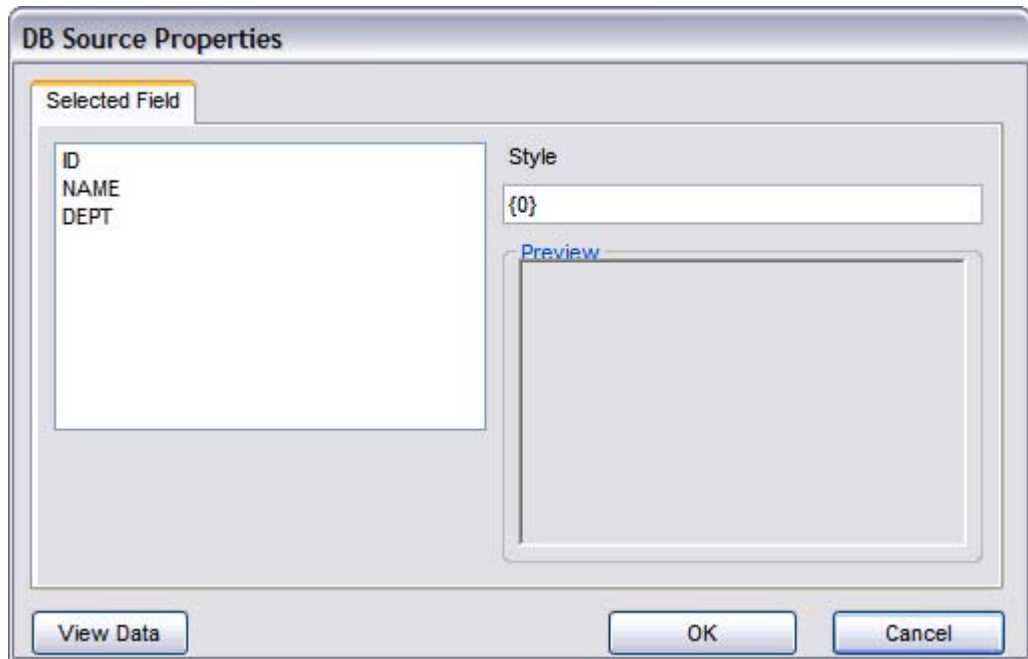 DB Source Properties
Selected Field
ID
NAME
DEPT
Style
{0}
Preview
View Data
OK
Cancel